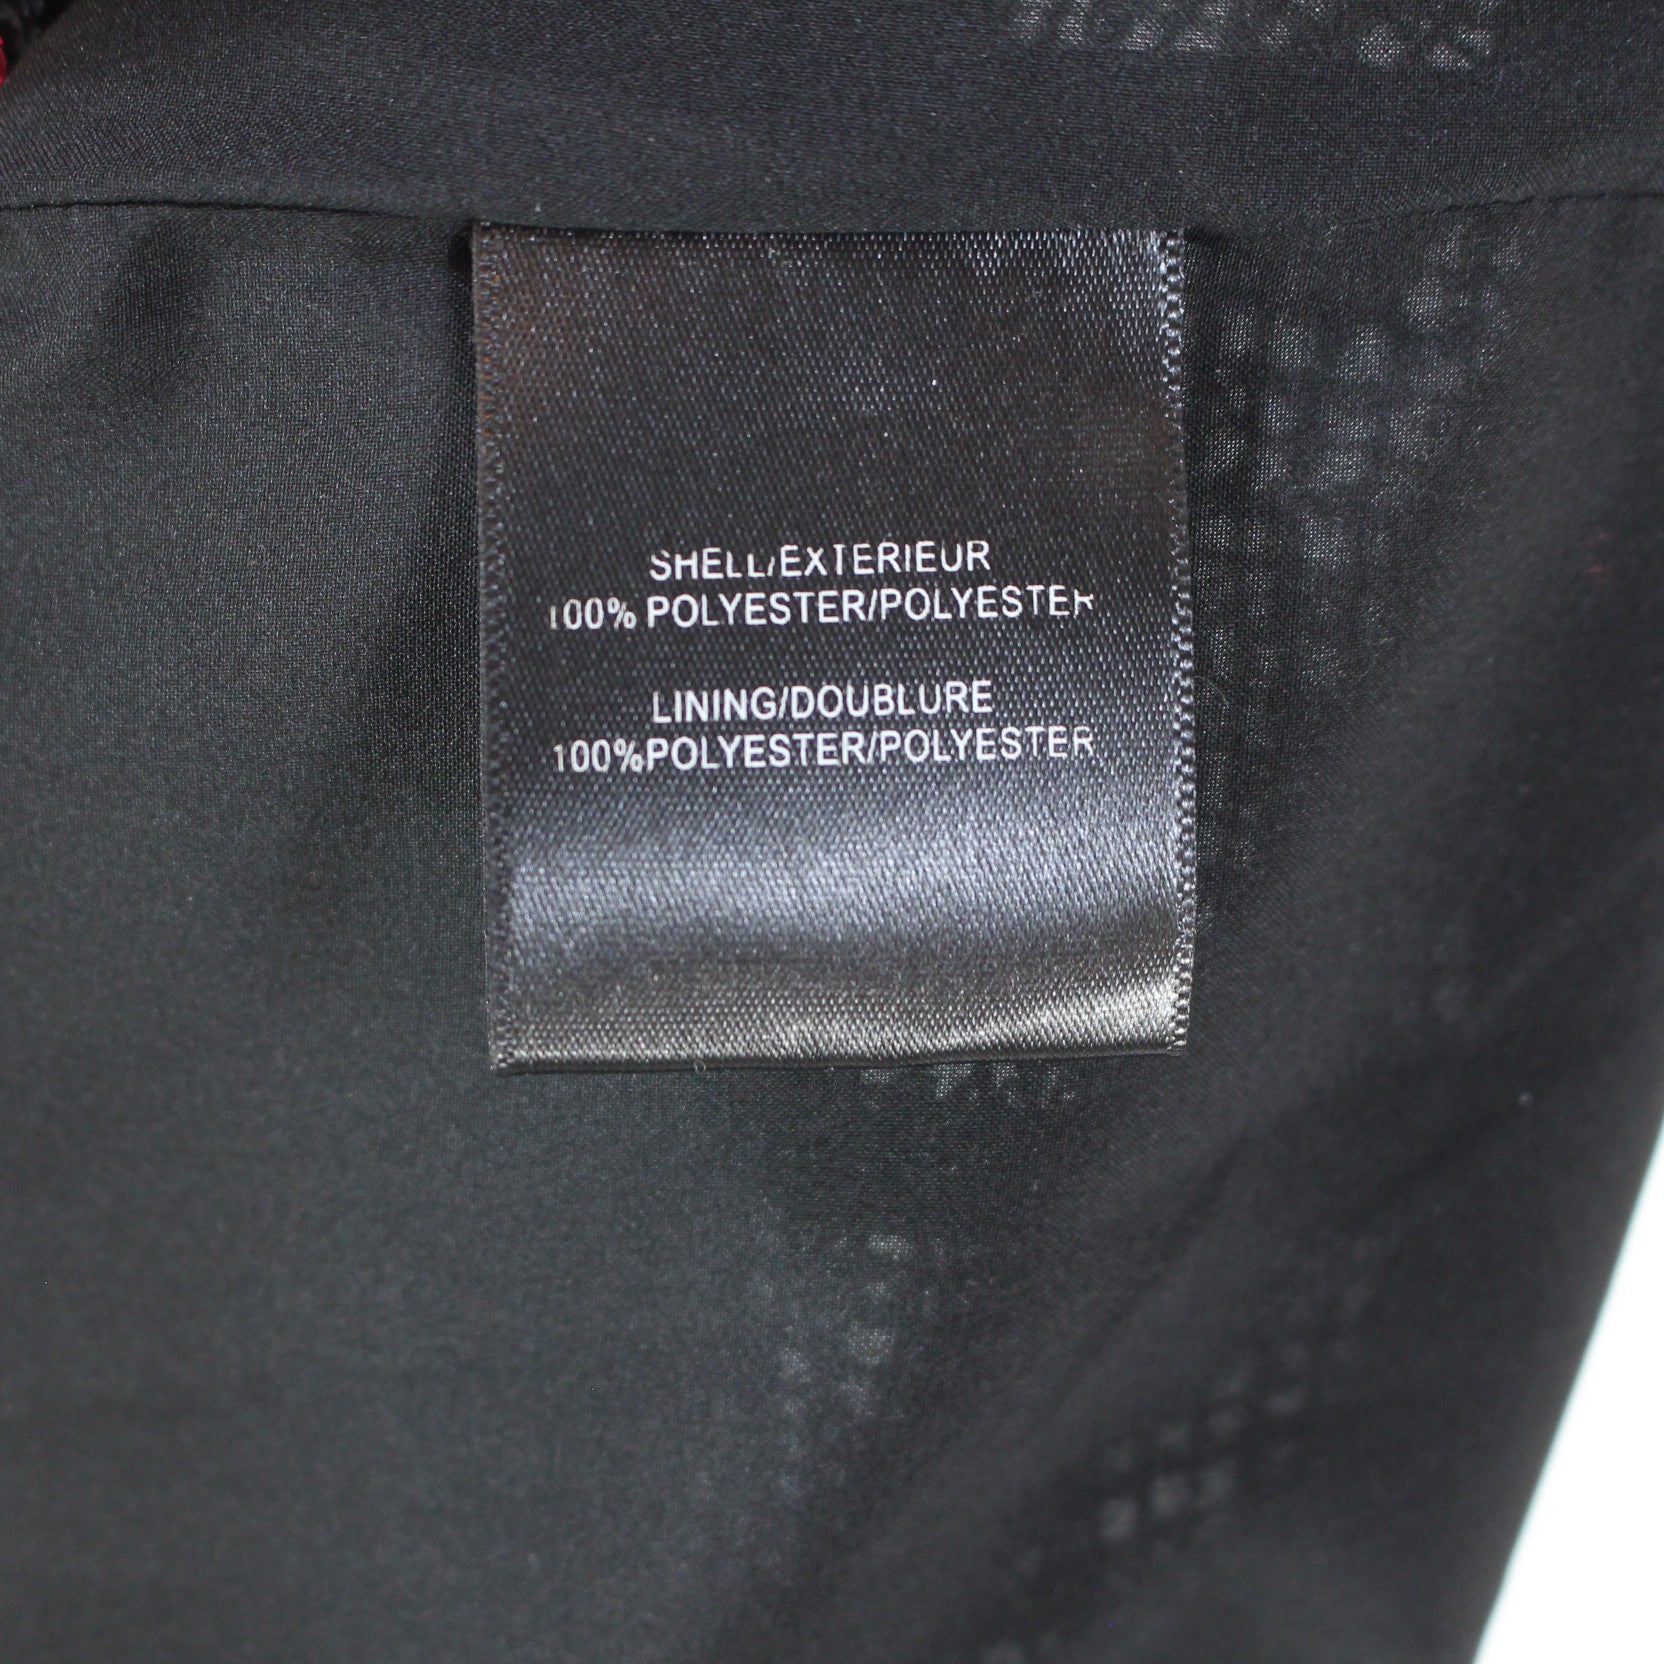 SHELL/EXTERIEUR
100% POLYESTER/POLYESTER
LINING/DOUBLURE
100%POLYESTER/POLYESTER